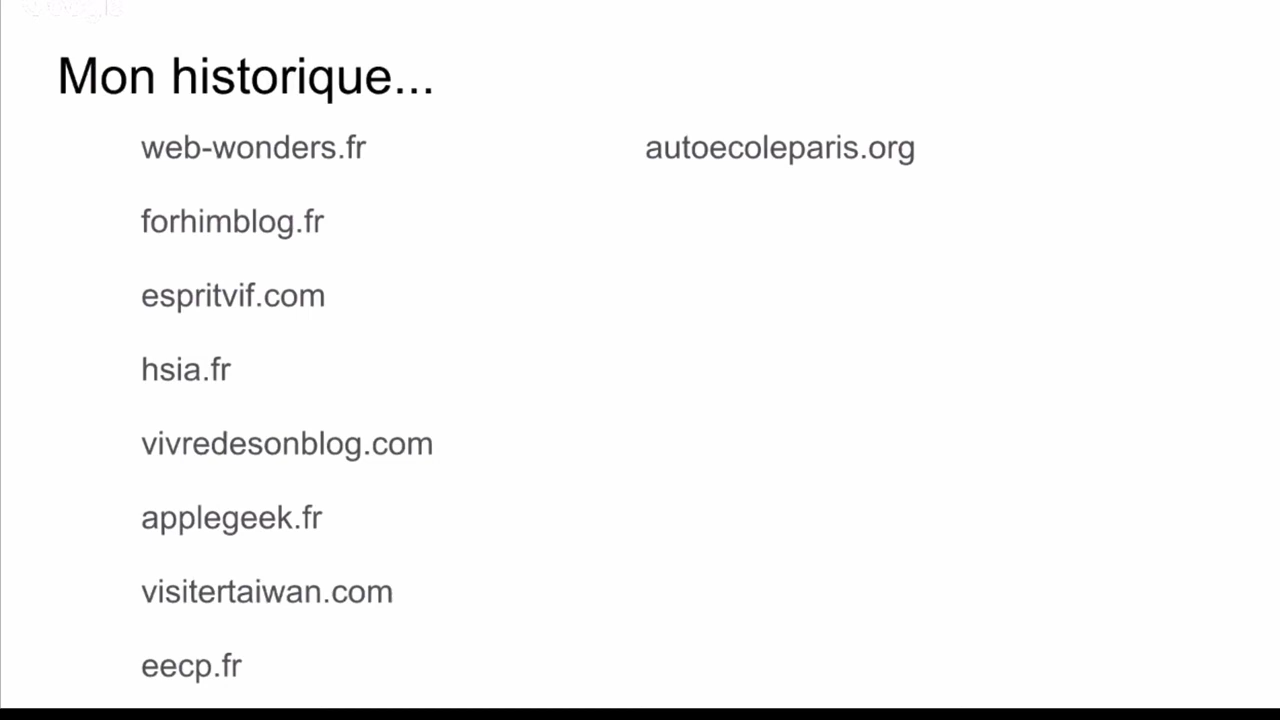 Mon historique...
web-wonders.fr
forhimblog.fr
espritvif.com
hsia.fr
vivredesonblog.com
applegeek.fr
visitertaiwan.com
eecp.fr
autoecoleparis.org